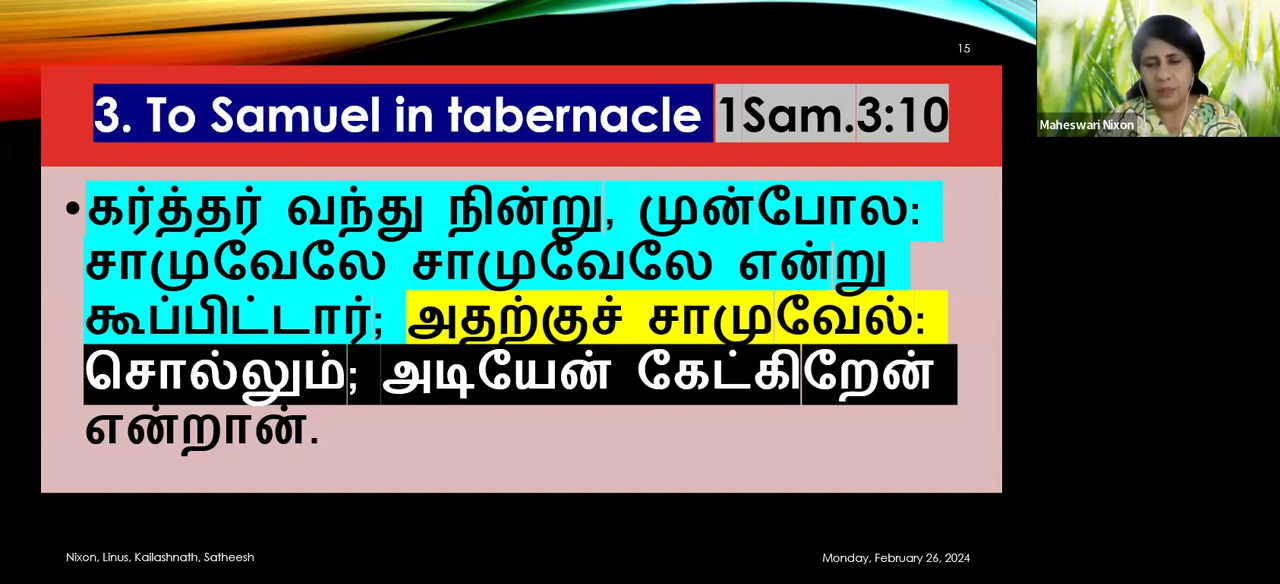 15
Maheswari Nixon
3. To Samuel in tabernacle 1Sam.3:10
•கர்த்தர் வந்து நின்று, முன்போல:
சாமுவேலே சாமுவேலே என்று
கூப்பிட்டார்; அதற்குச் சாமுவேல்:
சொல்லும்; அடியேன் கேட்கிறேன்
என்றான்.
Nixon, Linus, Kailashnath, Satheesh
Monday, February 26, 2024